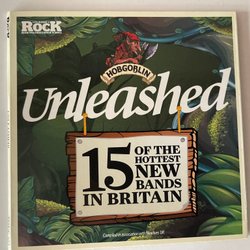 ROCK
HOBGOBLIN
Unleashed
15 OF THE
HOTTEST
NEW
BANDS
IN BRITAIN